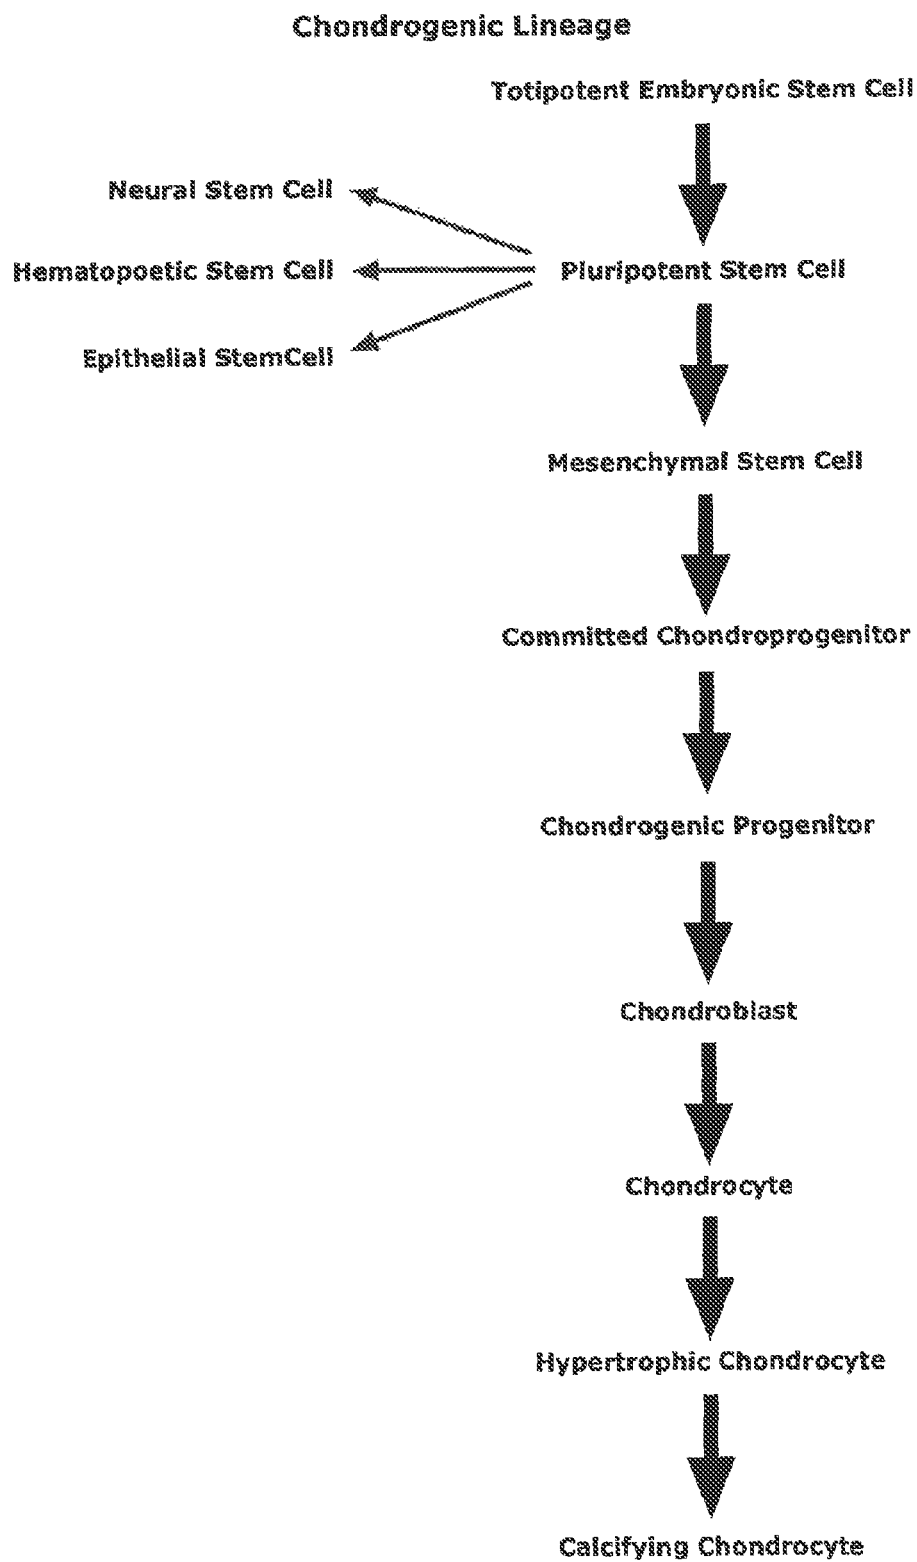 Chondrogenic Lineage
Totipotent Embryonic Stem Cell
Neural Stem Cell
Hematopoetic Stem Cell
Pluripotent Stem Cell
Epithelial StemCell
Mesenchymal Stem Cell
Committed Chondroprogenitor
Chondrogenic Progenitor
Chondroblast
Chondrocyte
Hypertrophic Chondrocyte
Calcifying Chondrocyte